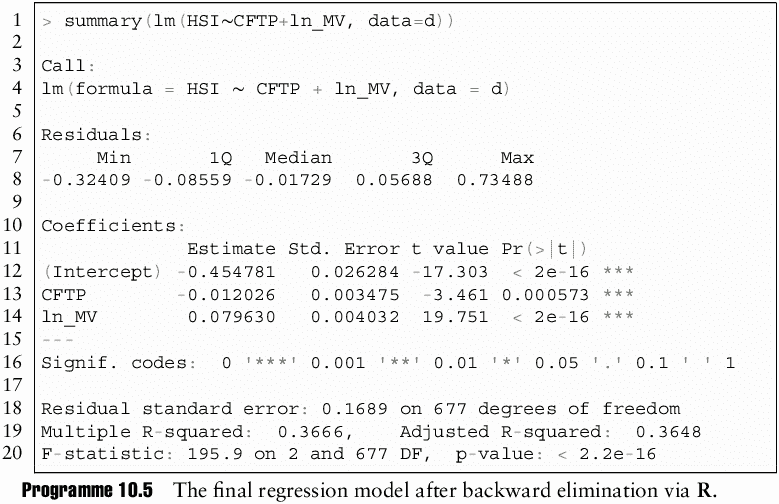 1 > summary(lm(HSI~CFTP+ln_MV, data=d))
2
3 Call:
4 lm(formula = HSI ~ CFTP + ln_MV, data = d)
5
6 Residuals:
7      Min       1Q   Median       3Q      Max
8 -0.32409 -0.08559 -0.01729  0.05688  0.73488
9
10 Coefficients:
11              Estimate Std. Error t value Pr(>|t|)
12 (Intercept) -0.454781   0.026284 -17.303  < 2e-16 ***
13 CFTP        -0.012026   0.003475  -3.461 0.000573 ***
14 ln_MV        0.079630   0.004032  19.751  < 2e-16 ***
15 ---
16 Signif. codes:  0 '***' 0.001 '**' 0.01 '*' 0.05 '.' 0.1 ' ' 1
17
18 Residual standard error: 0.1689 on 677 degrees of freedom
19 Multiple R-squared:  0.3666,    Adjusted R-squared:  0.3648
20 F-statistic: 195.9 on 2 and 677 DF,  p-value: < 2.2e-16
Programme 10.5 The final regression model after backward elimination via R.